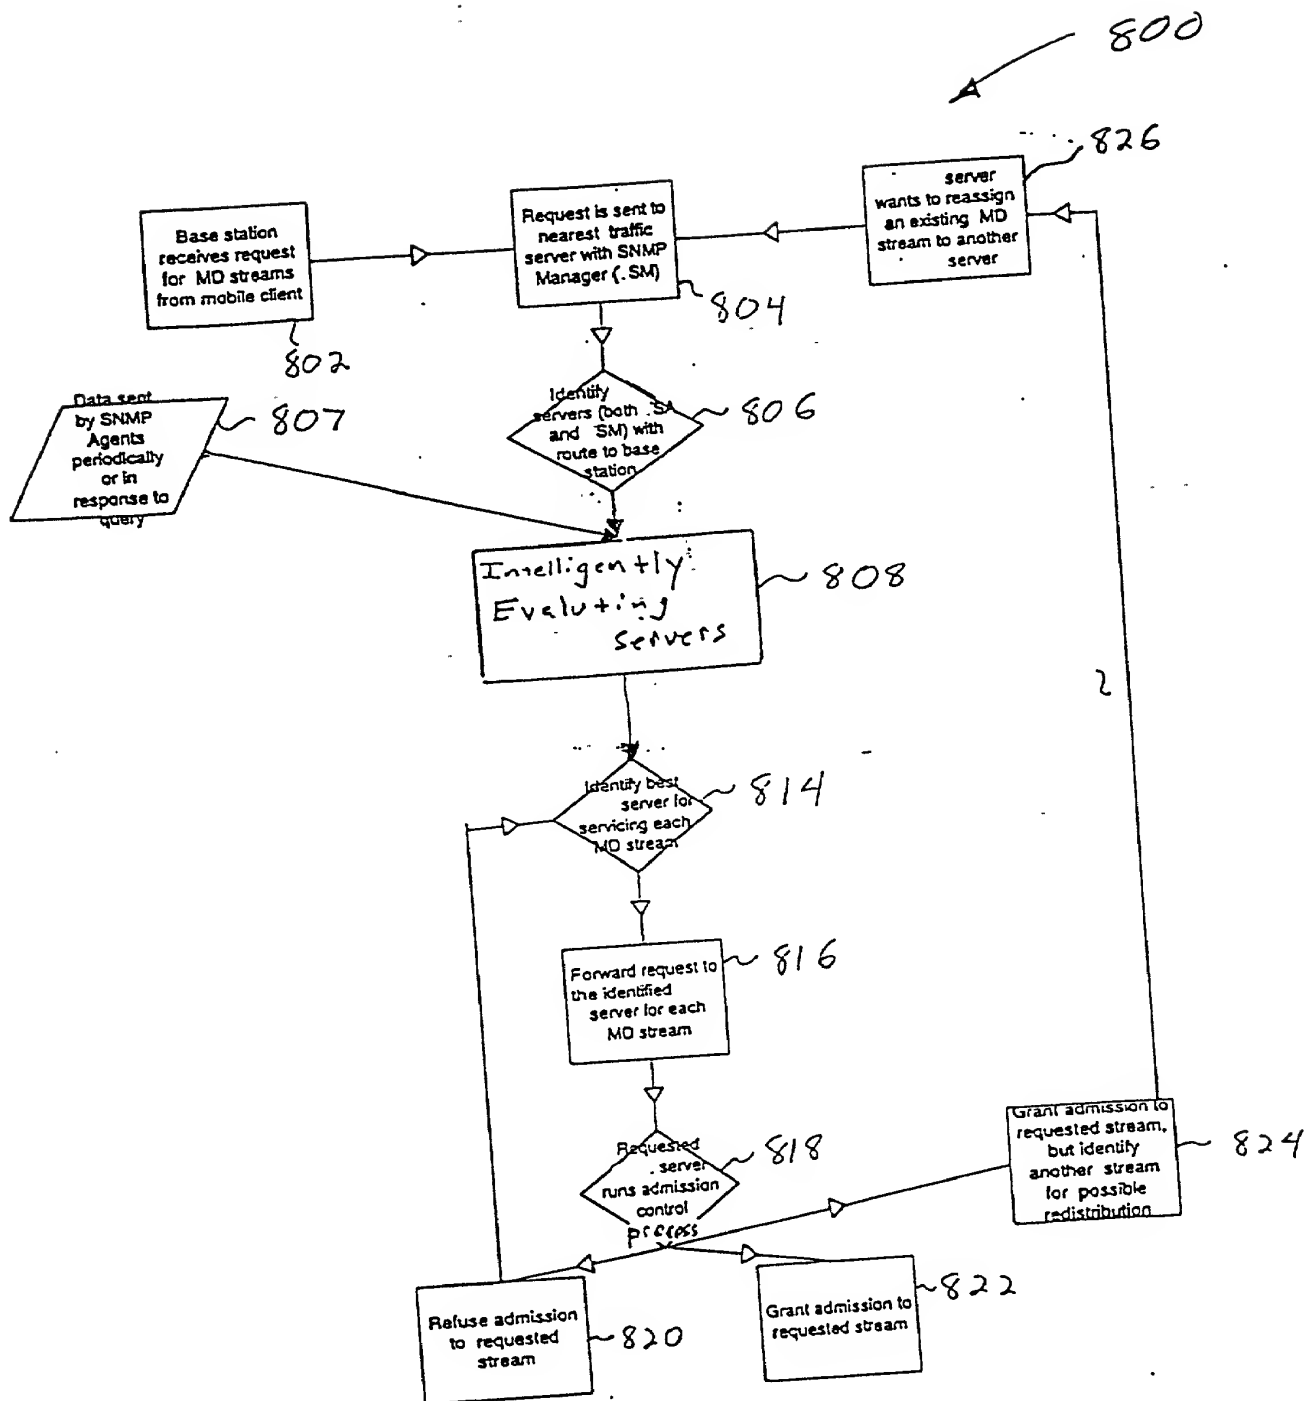 800
826
server
wants to reassign
an existing MD
stream to another
server
Request is sent to
nearest traffic
server with SNMP
Manager (.SM)
804
Base station
receives request
for MD streams
from mobile client
802
Data sent
by SNMP
Agents
periodically
or in
response to
query
807
Identify
servers (both .SA
and SM) with
route to base
station
806
Intelligently
Evaluting
servers
808
Identify best
server for
servicing each
MD stream
814
Forward request to
the identified
server for each
MD stream
816
Requested
. server
runs admission
control
process
818
Grant admission to
requested stream,
but identify
another stream
for possible
redistribution
824
Refuse admission
to requested
stream
820
Grant admission to
requested stream
822